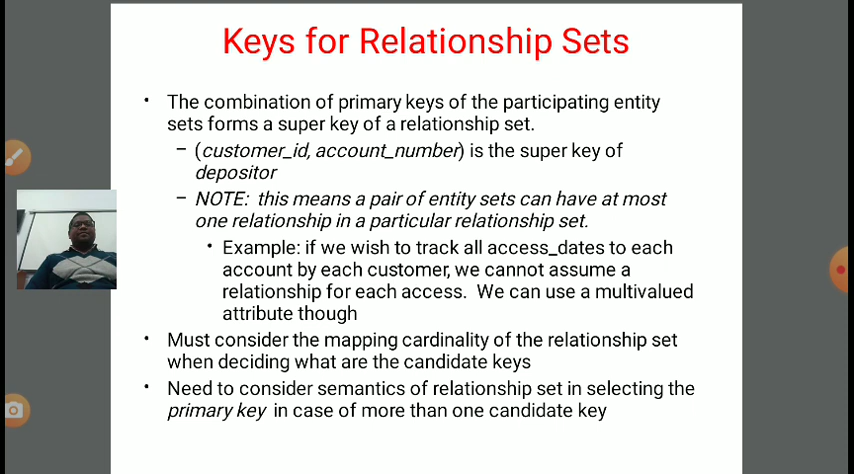 Keys for Relationship Sets
• The combination of primary keys of the participating entity
sets forms a super key of a relationship set.
– (customer_id, account_number) is the super key of
depositor
– NOTE: this means a pair of entity sets can have at most
one relationship in a particular relationship set.
• Example: if we wish to track all access_dates to each
account by each customer, we cannot assume a
relationship for each access. We can use a multivalued
attribute though
• Must consider the mapping cardinality of the relationship set
when deciding what are the candidate keys
• Need to consider semantics of relationship set in selecting the
primary key in case of more than one candidate key